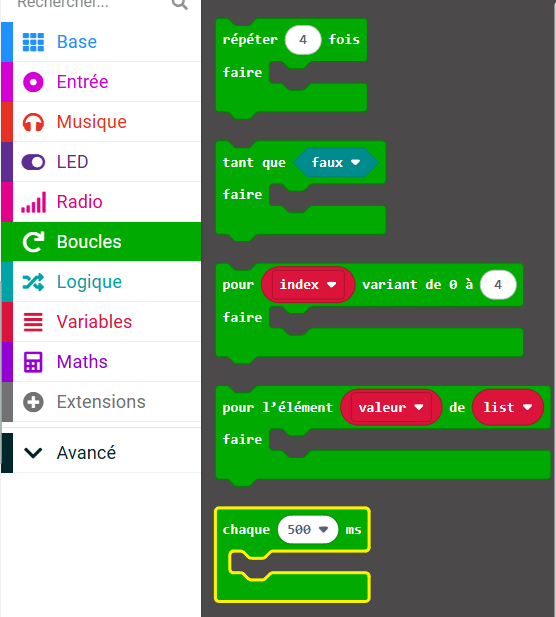 Rechercher...
Base
Entrée
Musique
LED
Radio
Boucles
Logique
Variables
Maths
Extensions
Avancé
répéter 4 fois
faire
tant que faux
faire
pour index variant de 0 à 4
faire
pour l'élément valeur de list
faire
chaque 500 ms